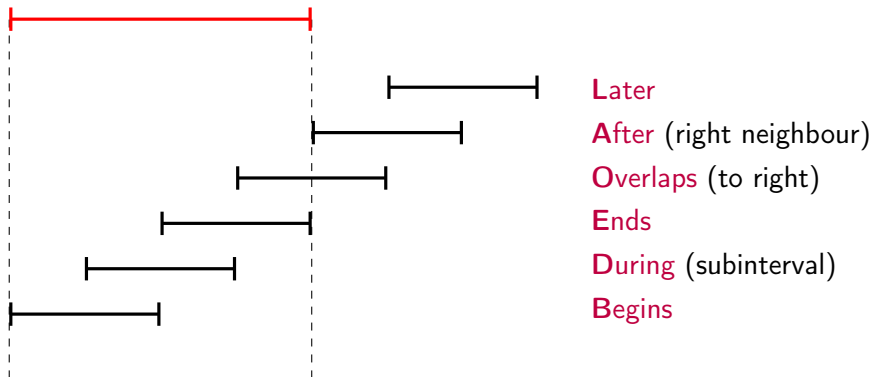 Later
After (right neighbour)
Overlaps (to right)
Ends
During (subinterval)
Begins